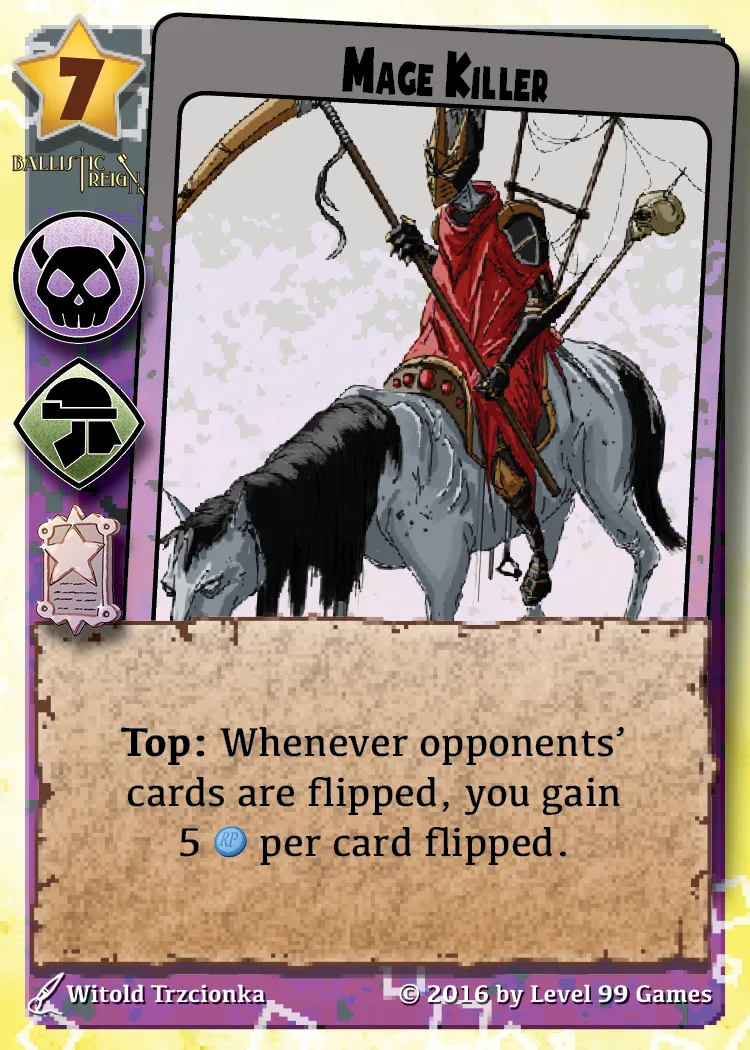 7
MAGE KILLER
BALLISTIC
REIGN
Top: Whenever opponents’
cards are flipped, you gain
5 RP per card flipped.
Witold Trzcionka
© 2016 by Level 99 Games